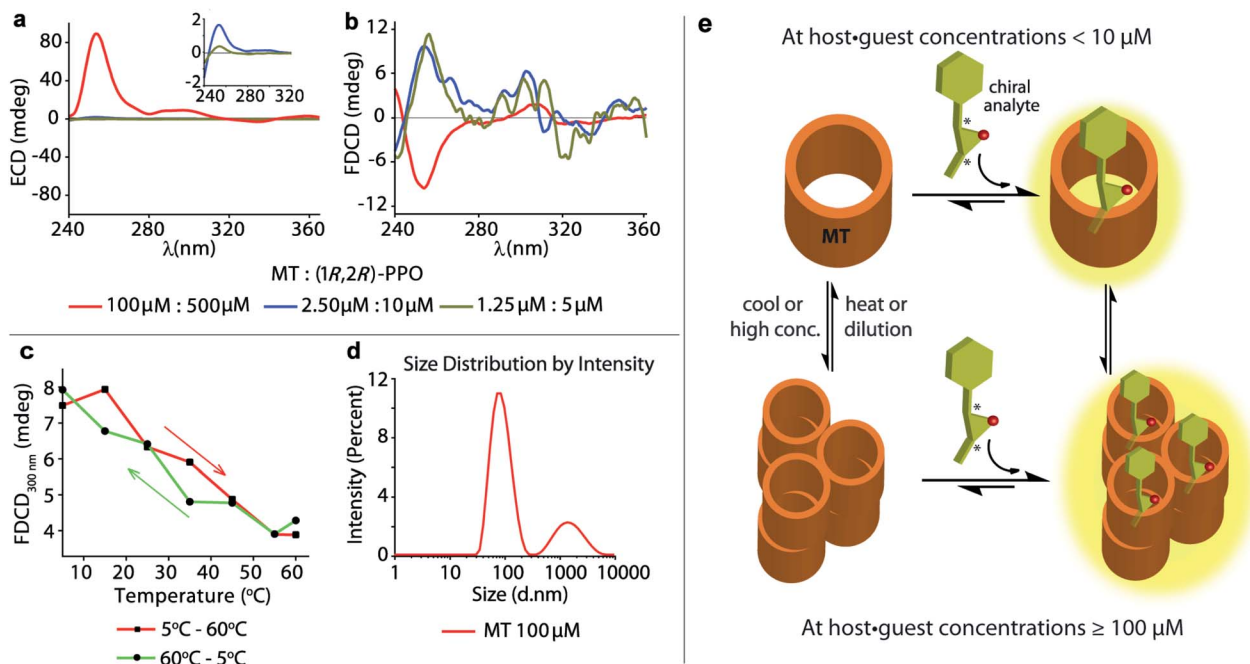 a
80
40
0
-40
-80
ECD (mdeg)
240 280 320 360
λ(nm)
2
0
-2
240 280 320
b
12
6
0
-6
-12
FDCD (mdeg)
240 280 320 360
λ(nm)
MT : (1R,2R)-PPO
100μM : 500μM 2.50μM :10μM 1.25μM : 5μM
c
8
7
6
5
4
FDCD300 nm (mdeg)
10 20 30 40 50 60
Temperature (ºC)
5ºC - 60ºC
60ºC - 5ºC
d
Size Distribution by Intensity
12
8
4
0
Intensity (Percent)
1 10 100 1000 10000
Size (d.nm)
MT 100μM
e
At host•guest concentrations < 10 μM
chiral
analyte
*
*
MT
cool or
high conc.
heat or
dilution
*
*
At host•guest concentrations ≥ 100 μM